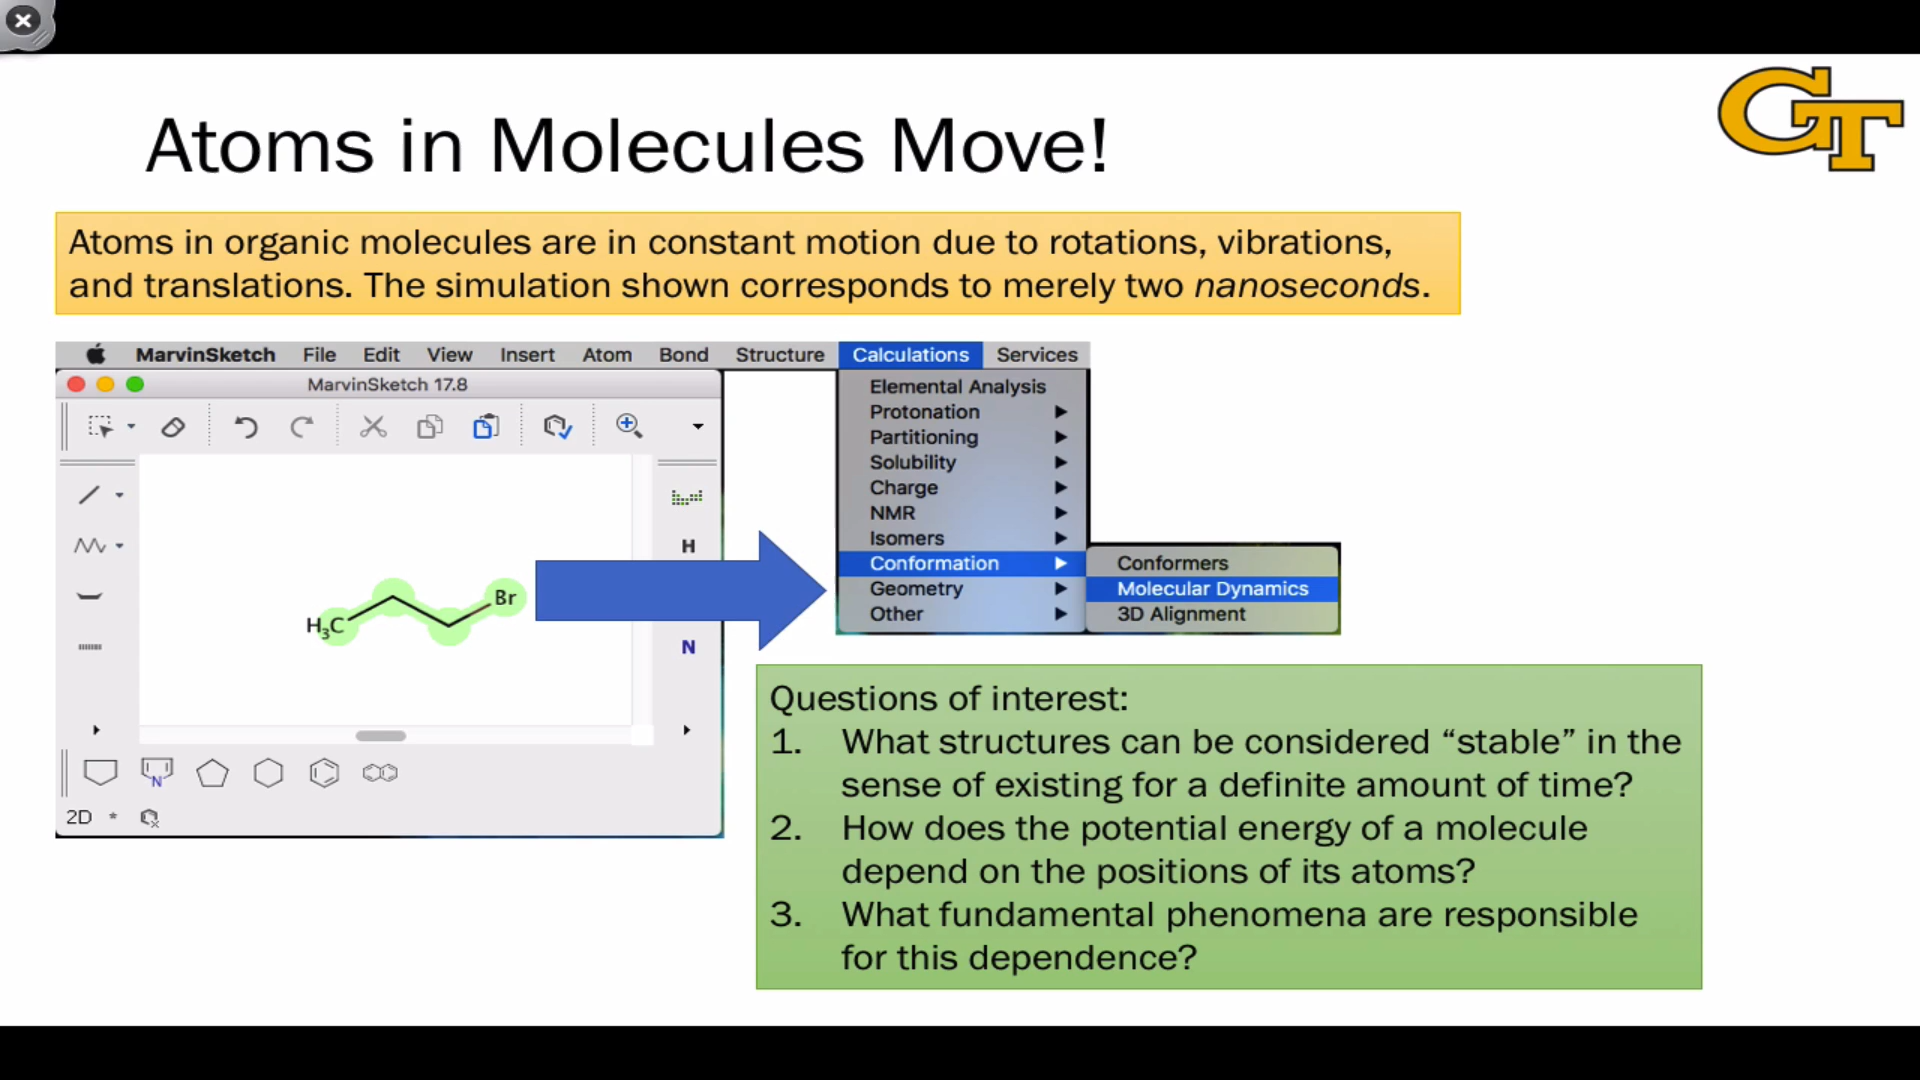 GT
Atoms in Molecules Move!
Atoms in organic molecules are in constant motion due to rotations, vibrations,
and translations. The simulation shown corresponds to merely two nanoseconds.
MarvinSketch File Edit View Insert Atom Bond Structure Calculations Services
MarvinSketch 17.8
H
H3C
Br
N
2D *
Elemental Analysis
Protonation
Partitioning
Solubility
Charge
NMR
Isomers
Conformation
Geometry
Other
Conformers
Molecular Dynamics
3D Alignment
N
Questions of interest:
1. What structures can be considered “stable” in the
sense of existing for a definite amount of time?
2. How does the potential energy of a molecule
depend on the positions of its atoms?
3. What fundamental phenomena are responsible
for this dependence?